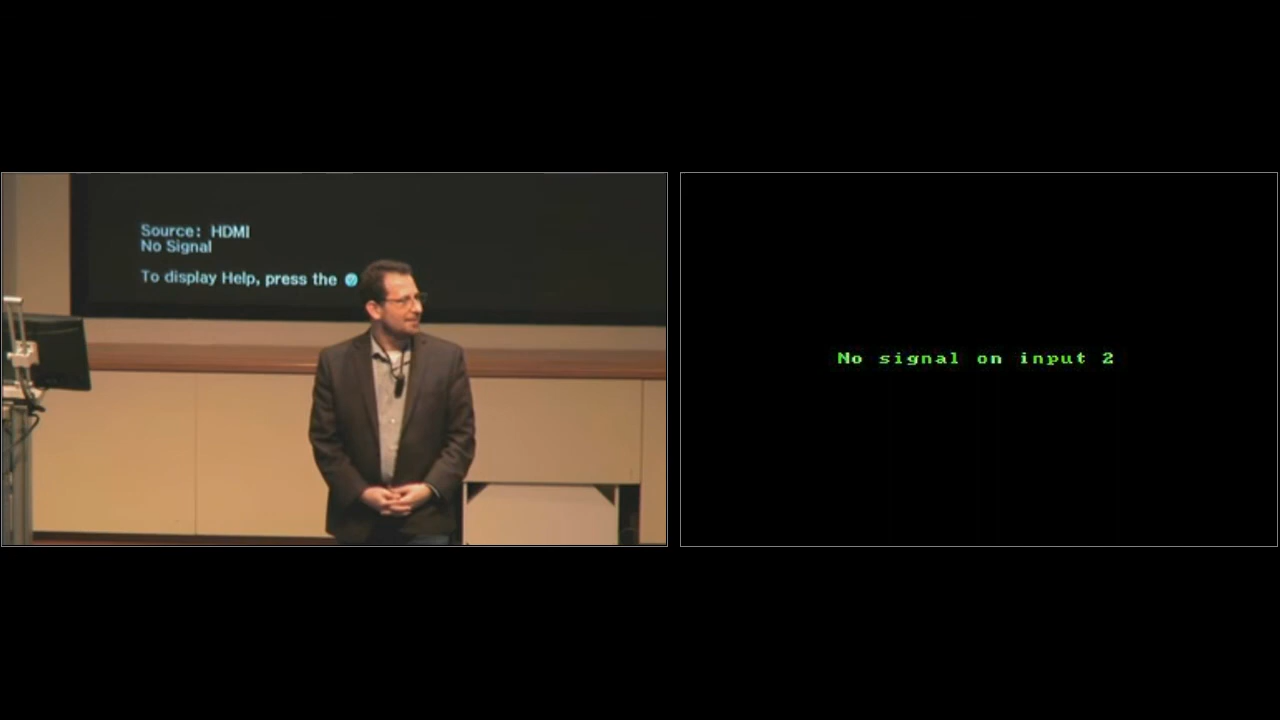 Source: HDMI
No Signal
To display Help, press the
No signal on input 2